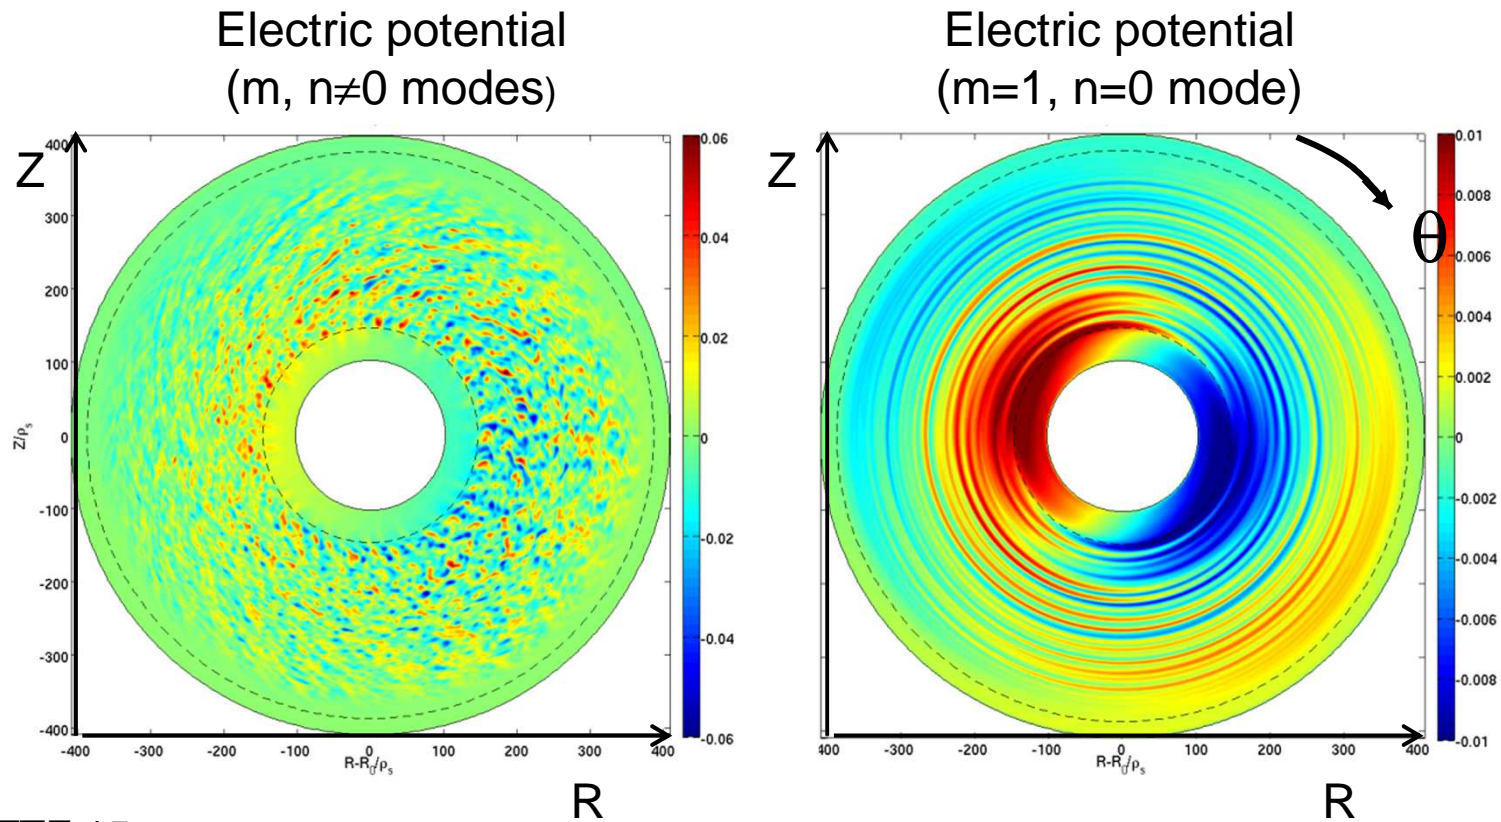 Electric potential
(m, n≠0 modes)
Z
400
300
200
100
0
-100
-200
-300
-400
Z/ρs
-400 -300 -200 -100 0 100 200 300 400
R-R0/ρs
R
0.06
0.04
0.02
0
-0.02
-0.04
-0.06
Electric potential
(m=1, n=0 mode)
Z
θ
400 -300 -200 -100 0 100 200 300 400
R-R0/ρs
R
0.01
0.008
0.006
0.004
0.002
0
-0.002
-0.004
-0.006
-0.008
-0.01